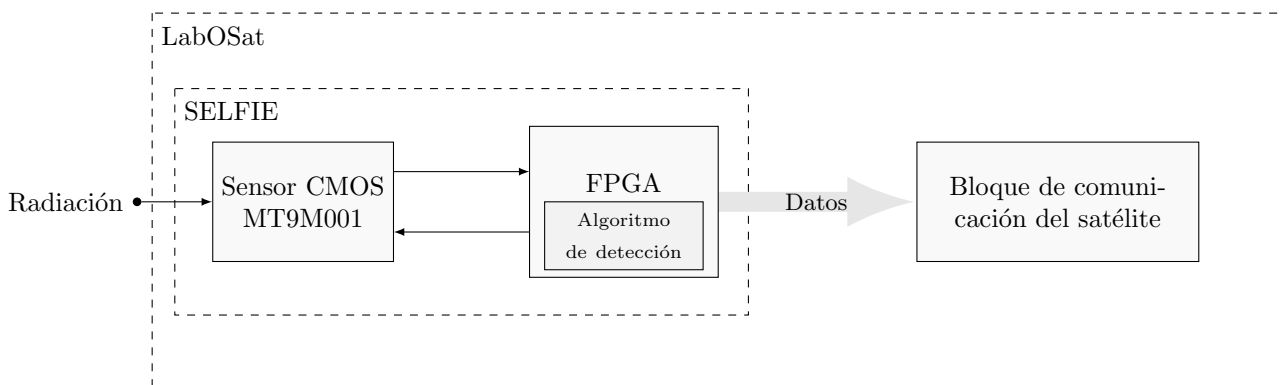 LabOSat
SELFIE
Radiación
Sensor CMOS
MT9M001
FPGA
Algoritmo
de detección
Datos
Bloque de comuni-
cación del satélite